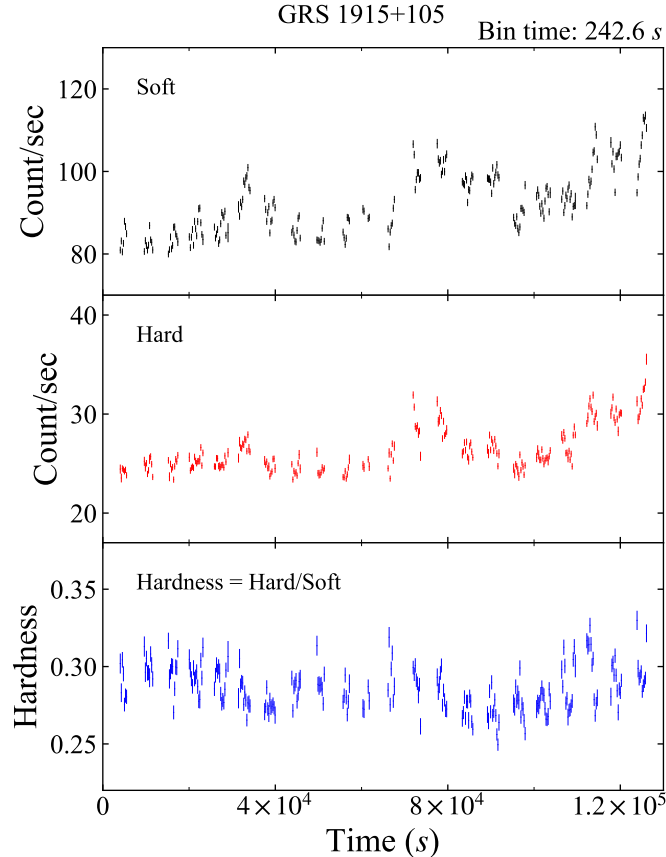 GRS 1915+105
Bin time: 242.6 s
Soft
120
100
80
Count/sec
Hard
40
30
20
Count/sec
Hardness = Hard/Soft
0.35
0.30
0.25
Hardness
0 4×10⁴ 8×10⁴ 1.2×10⁵
Time (s)